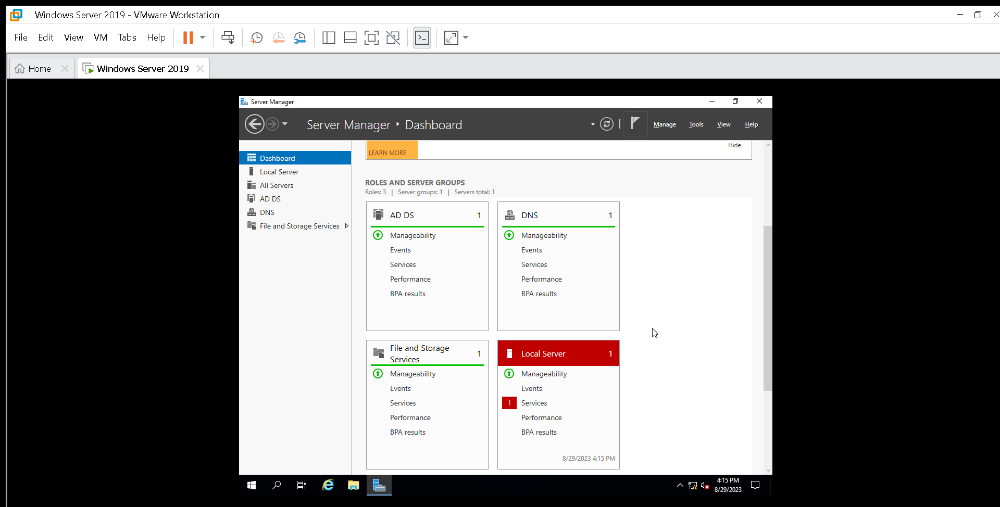 Windows Server 2019 - VMware Workstation
File Edit View VM Tabs Help
Home Windows Server 2019
Server Manager
Server Manager Dashboard Manage Tools View Help
Dashboard
Local Server
All Servers
AD DS
DNS
File and Storage Services
LEARN MORE Hide
ROLES AND SERVER GROUPS
Roles: 3 | Server groups: 1 | Servers total: 1
AD DS 1
Manageability
Events
Services
Performance
BPA results
DNS 1
Manageability
Events
Services
Performance
BPA results
File and Storage
Services 1
Manageability
Events
Services
Performance
BPA results
Local Server 1
Manageability
Events
1 Services
Performance
BPA results
8/29/2023 4:15 PM
4:15 PM
8/29/2023